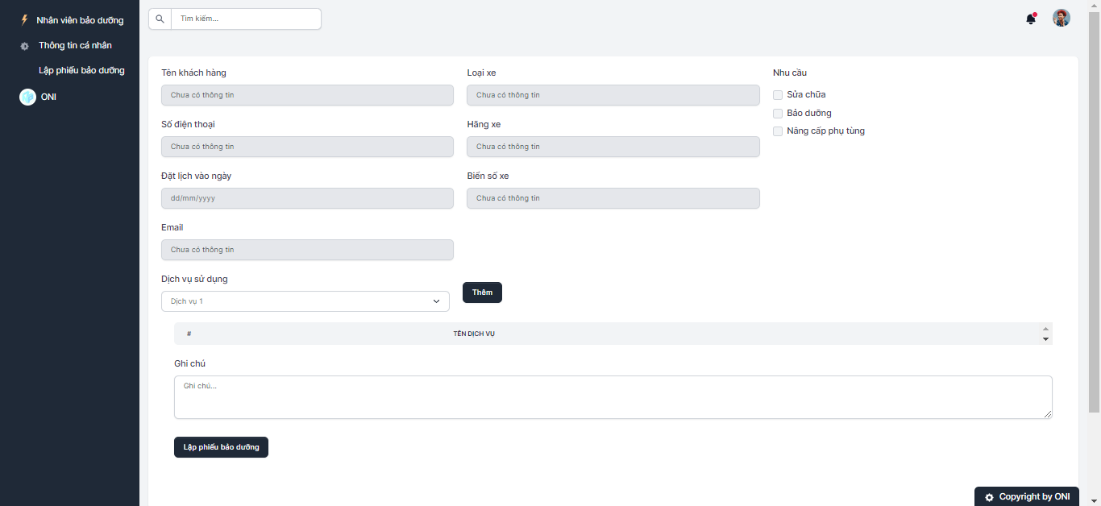 Nhân viên bảo dưỡng
Thông tin cá nhân
Lập phiếu bảo dưỡng
ONI
Tìm kiếm...
Tên khách hàng
Chưa có thông tin
Loại xe
Chưa có thông tin
Nhu cầu
Sửa chữa
Bảo dưỡng
Nâng cấp phụ tùng
Số điện thoại
Chưa có thông tin
Hãng xe
Chưa có thông tin
Đặt lịch vào ngày
dd/mm/yyyy
Biển số xe
Chưa có thông tin
Email
Chưa có thông tin
Dịch vụ sử dụng
Dịch vụ 1
Thêm
# TÊN DỊCH VỤ
Ghi chú
Ghi chú...
Lập phiếu bảo dưỡng
Copyright by ONI